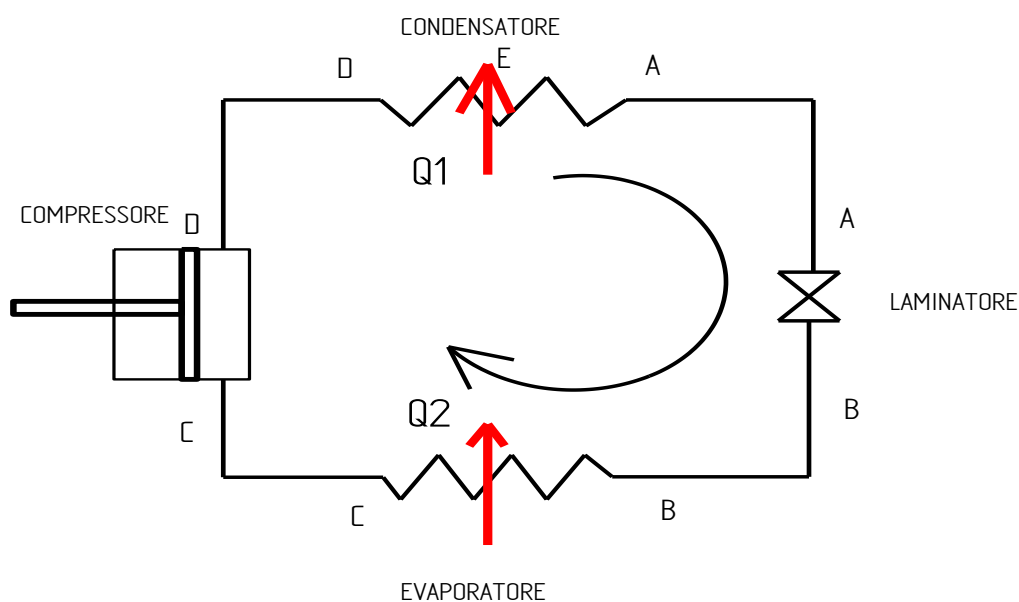 CONDENSATORE
D
E
A
Q1
COMPRESSORE
D
A
LAMINATORE
Q2
B
C
C
B
EVAPORATORE